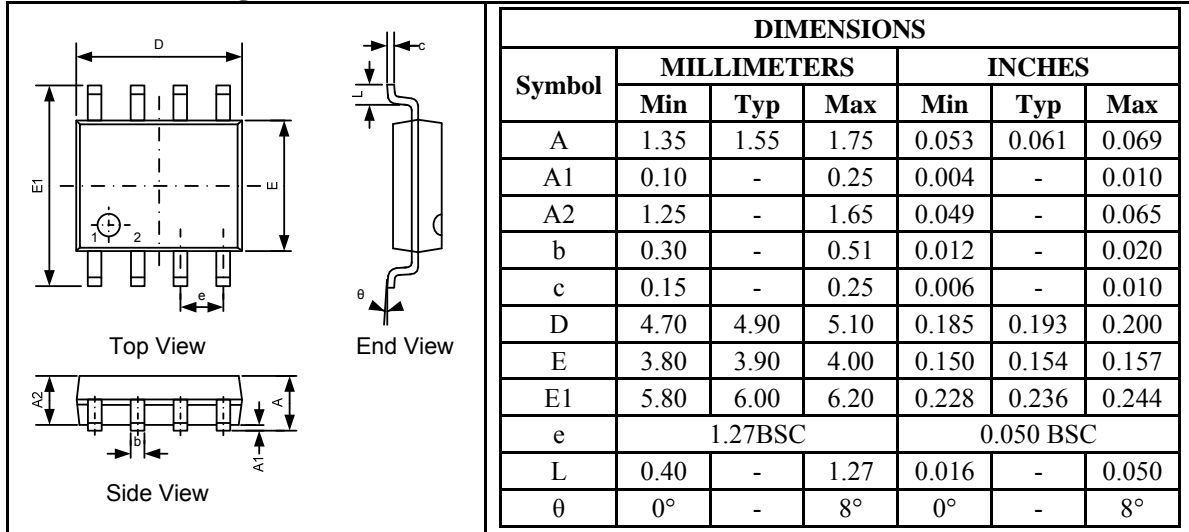 D
c
L
E1
E
1 2
e
θ
Top View
End View
A2
A
b
A1
Side View
DIMENSIONS
Symbol MILLIMETERS INCHES
Min Typ Max Min Typ Max
A 1.35 1.55 1.75 0.053 0.061 0.069
A1 0.10 - 0.25 0.004 - 0.010
A2 1.25 - 1.65 0.049 - 0.065
b 0.30 - 0.51 0.012 - 0.020
c 0.15 - 0.25 0.006 - 0.010
D 4.70 4.90 5.10 0.185 0.193 0.200
E 3.80 3.90 4.00 0.150 0.154 0.157
E1 5.80 6.00 6.20 0.228 0.236 0.244
e 1.27BSC 0.050 BSC
L 0.40 - 1.27 0.016 - 0.050
θ 0° - 8° 0° - 8°